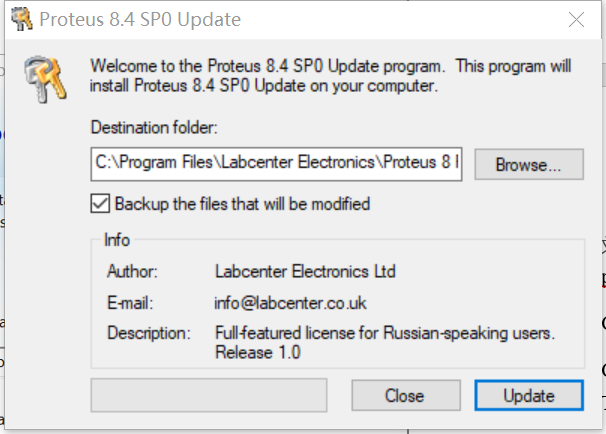 Proteus 8.4 SP0 Update
Welcome to the Proteus 8.4 SP0 Update program. This program will
install Proteus 8.4 SP0 Update on your computer.
Destination folder:
C:\Program Files\Labcenter Electronics\Proteus 8
Browse...
Backup the files that will be modified
Info
Author: Labcenter Electronics Ltd
E-mail: info@labcenter.co.uk
Description: Full-featured license for Russian-speaking users.
Release 1.0
Close
Update